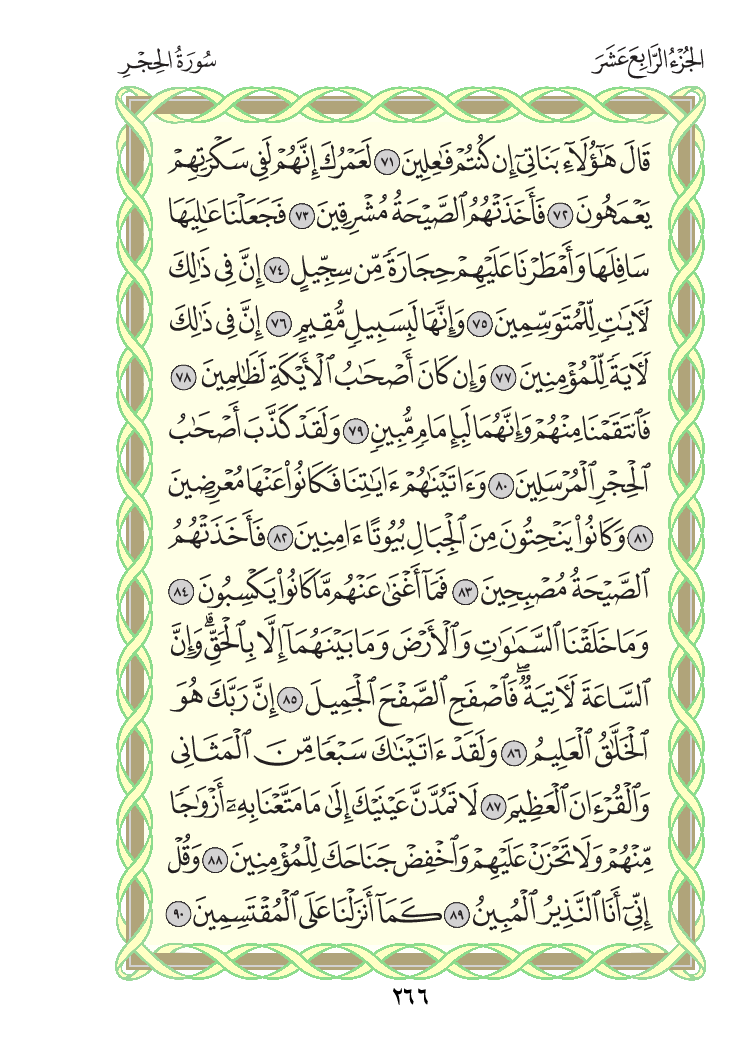 الجُزْءُ الرَّابِعَ عَشَرَ
سُورَةُ الحِجْرِ
قَالَ هَٰٓؤُلَآءِ بَنَاتِىٓ إِن كُنتُمْ فَٰعِلِينَ ٧١ لَعَمْرُكَ إِنَّهُمْ لَفِى سَكْرَتِهِمْ
يَعْمَهُونَ ٧٢ فَأَخَذَتْهُمُ ٱلصَّيْحَةُ مُشْرِقِينَ ٧٣ فَجَعَلْنَا عَٰلِيَهَا
سَافِلَهَا وَأَمْطَرْنَا عَلَيْهِمْ حِجَارَةً مِّن سِجِّيلٍ ٧٤ إِنَّ فِى ذَٰلِكَ
لَءَايَٰتٍ لِّلْمُتَوَسِّمِينَ ٧٥ وَإِنَّهَا لَبِسَبِيلٍ مُّقِيمٍ ٧٦ إِنَّ فِى ذَٰلِكَ
لَءَايَةً لِّلْمُؤْمِنِينَ ٧٧ وَإِن كَانَ أَصْحَٰبُ ٱلْأَيْكَةِ لَظَٰلِمِينَ ٧٨
فَٱنتَقَمْنَا مِنْهُمْ وَإِنَّهُمَا لَبِإِمَامٍ مُّبِينٍ ٧٩ وَلَقَدْ كَذَّبَ أَصْحَٰبُ
ٱلْحِجْرِ ٱلْمُرْسَلِينَ ٨٠ وَءَاتَيْنَٰهُمْ ءَايَٰتِنَا فَكَانُوا۟ عَنْهَا مُعْرِضِينَ
٨١ وَكَانُوا۟ يَنْحِتُونَ مِنَ ٱلْجِبَالِ بُيُوتًا ءَامِنِينَ ٨٢ فَأَخَذَتْهُمُ
ٱلصَّيْحَةُ مُصْبِحِينَ ٨٣ فَمَآ أَغْنَىٰ عَنْهُم مَّا كَانُوا۟ يَكْسِبُونَ ٨٤
وَمَا خَلَقْنَا ٱلسَّمَٰوَٰتِ وَٱلْأَرْضَ وَمَا بَيْنَهُمَآ إِلَّا بِٱلْحَقِّ ۗ وَإِنَّ
ٱلسَّاعَةَ لَءَاتِيَةٌ ۖ فَٱصْفَحِ ٱلصَّفْحَ ٱلْجَمِيلَ ٨٥ إِنَّ رَبَّكَ هُوَ
ٱلْخَلَّٰقُ ٱلْعَلِيمُ ٨٦ وَلَقَدْ ءَاتَيْنَٰكَ سَبْعًا مِّنَ ٱلْمَثَانِى
وَٱلْقُرْءَانَ ٱلْعَظِيمَ ٨٧ لَا تَمُدَّنَّ عَيْنَيْكَ إِلَىٰ مَا مَتَّعْنَا بِهِۦٓ أَزْوَٰجًا
مِّنْهُمْ وَلَا تَحْزَنْ عَلَيْهِمْ وَٱخْفِضْ جَنَاحَكَ لِلْمُؤْمِنِينَ ٨٨ وَقُلْ
إِنِّىٓ أَنَا ٱلنَّذِيرُ ٱلْمُبِينُ ٨٩ كَمَآ أَنزَلْنَا عَلَى ٱلْمُقْتَسِمِينَ ٩٠
٢٦٦